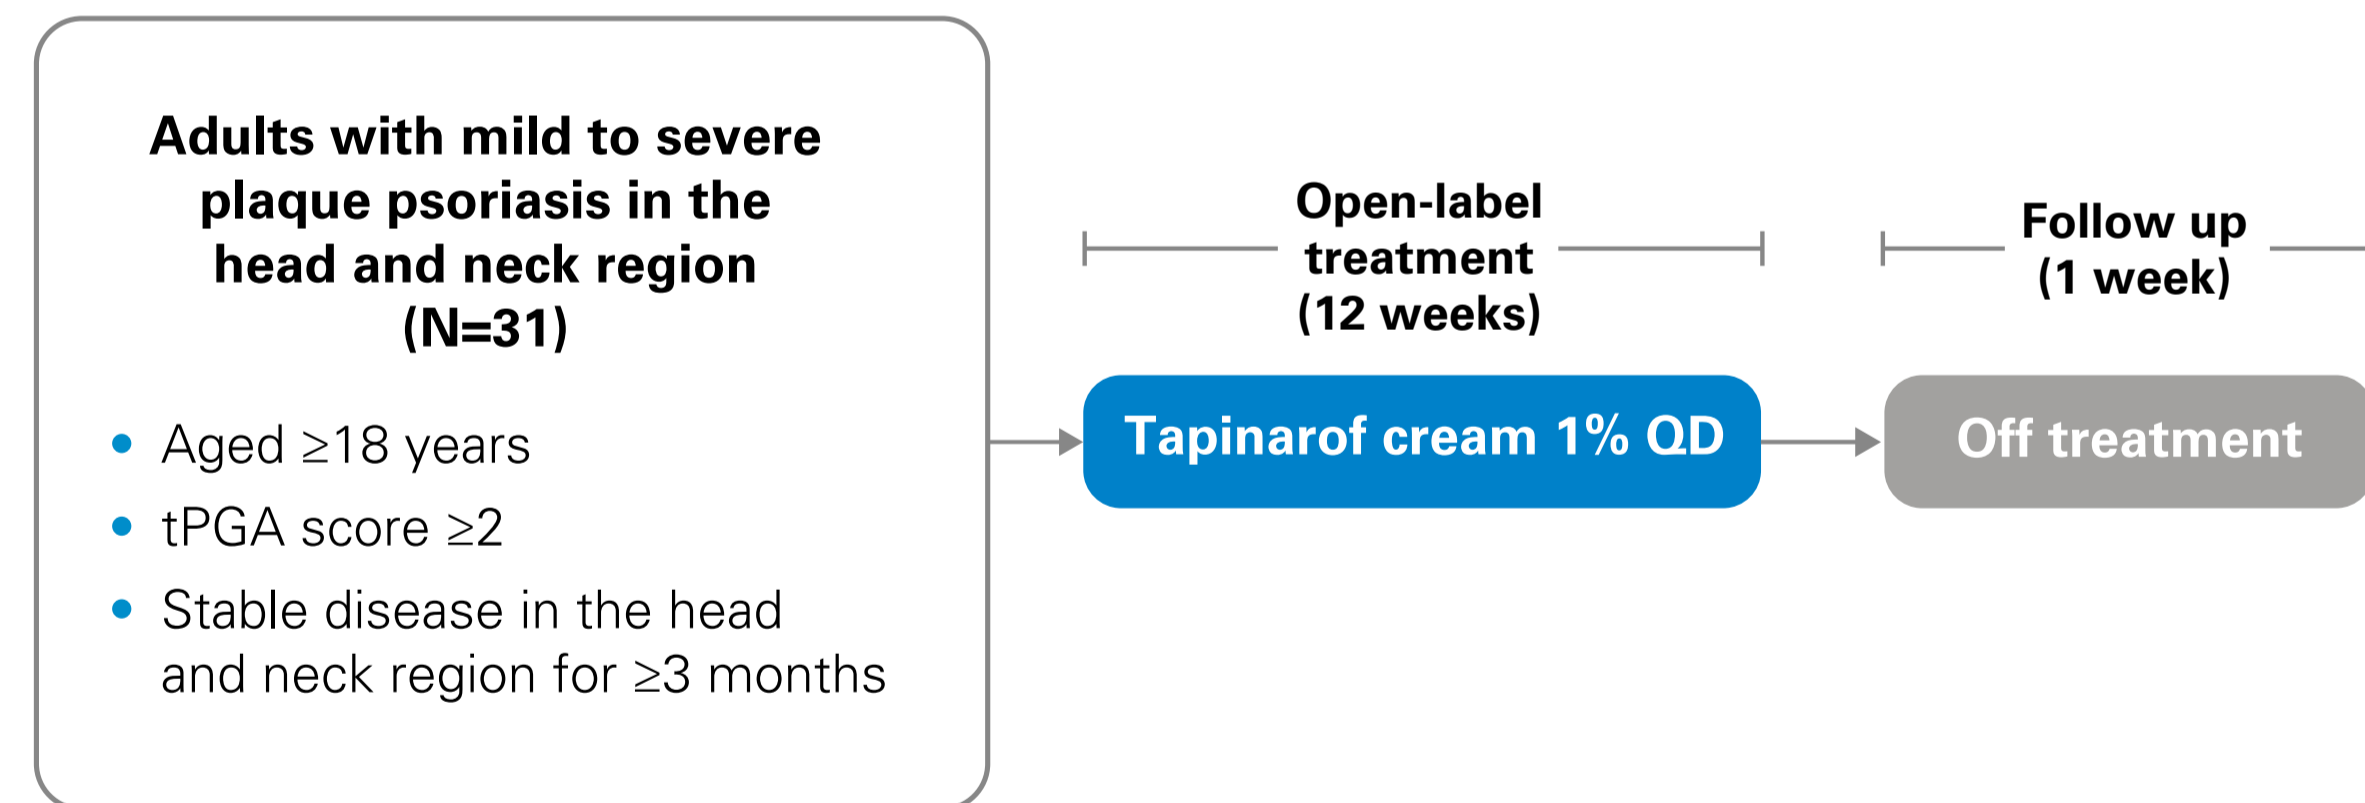 Adults with mild to severe
plaque psoriasis in the
head and neck region
(N=31)
• Aged ≥18 years
• tPGA score ≥2
• Stable disease in the head
and neck region for ≥3 months
Open-label
treatment
(12 weeks)
Tapinarof cream 1% QD
Follow up
(1 week)
Off treatment